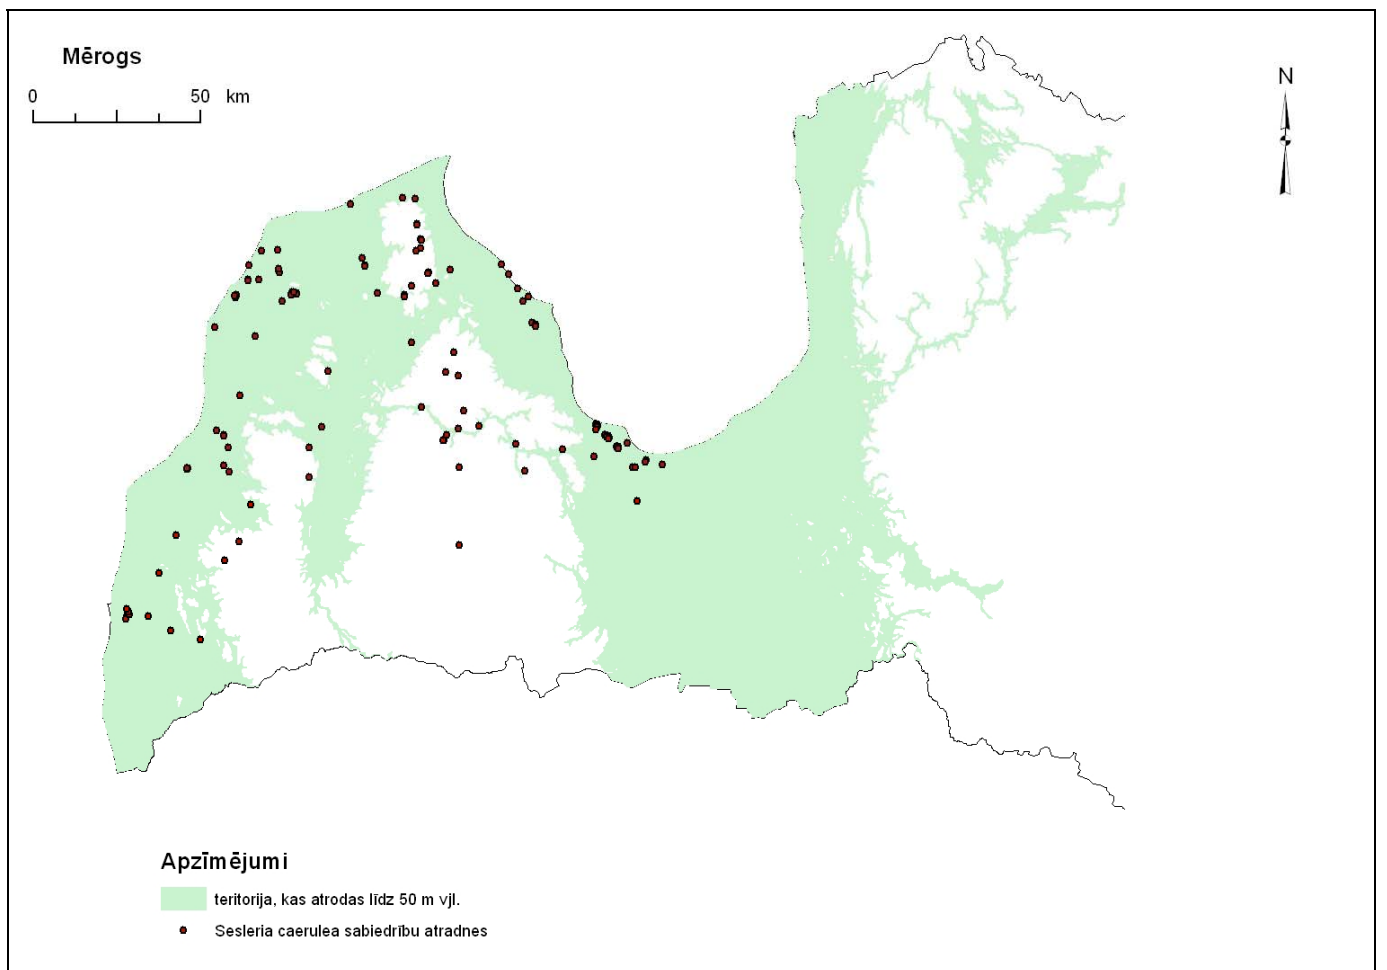 Mērogs
0 50 km
N
Apzīmējumi
teritorija, kas atrodas līdz 50 m vjl.
Sesleria caerulea sabiedrību atradnes